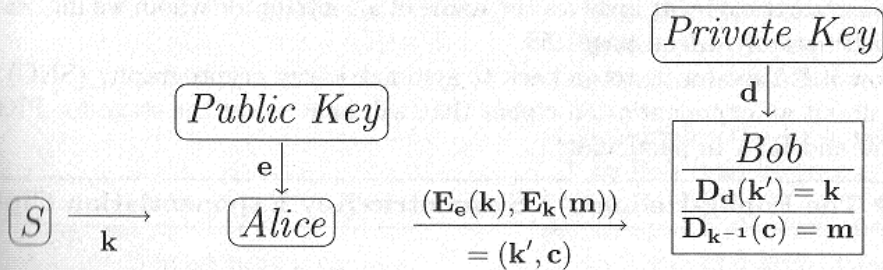 Private Key
d
Public Key
e
Bob
D_d(k′) = k
D_{k⁻¹}(c) = m
S
k
Alice
(E_e(k), E_k(m))
= (k′, c)